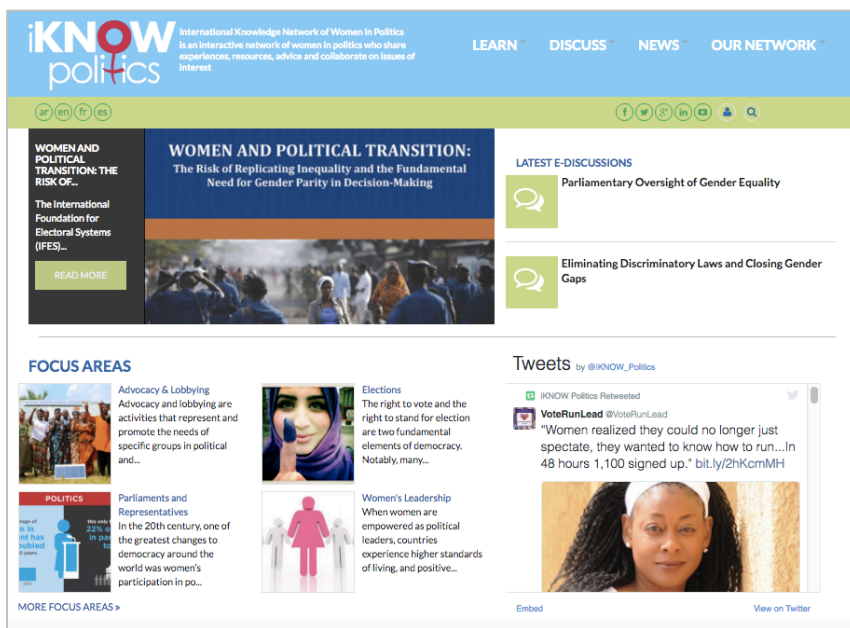 iKNOW
politics
International Knowledge Network of Women in Politics
is an interactive network of women in politics who share
experiences, resources, advice and collaborate on issues of
interest
LEARN DISCUSS NEWS OUR NETWORK
ar en fr es
WOMEN AND
POLITICAL
TRANSITION: THE
RISK OF...
The International
Foundation for
Electoral Systems
(IFES)...
READ MORE
WOMEN AND POLITICAL TRANSITION:
The Risk of Replicating Inequality and the Fundamental
Need for Gender Parity in Decision-Making
LATEST E-DISCUSSIONS
Parliamentary Oversight of Gender Equality
Eliminating Discriminatory Laws and Closing Gender
Gaps
FOCUS AREAS
Advocacy & Lobbying
Advocacy and lobbying are
activities that represent and
promote the needs of
specific groups in political
and...
Elections
The right to vote and the
right to stand for election
are two fundamental
elements of democracy.
Notably, many...
POLITICS
Parliaments and
Representatives
In the 20th century, one of
the greatest changes to
democracy around the
world was women's
participation in po...
Women's Leadership
When women are
empowered as political
leaders, countries
experience higher standards
of living, and positive...
MORE FOCUS AREAS »
Tweets by @iKNOW_Politics
iKNOW Politics Retweeted
VoteRunLead @VoteRunLead
"Women realized they could no longer just
spectate, they wanted to know how to run...In
48 hours 1,100 signed up." bit.ly/2hKcmMH
Embed
View on Twitter